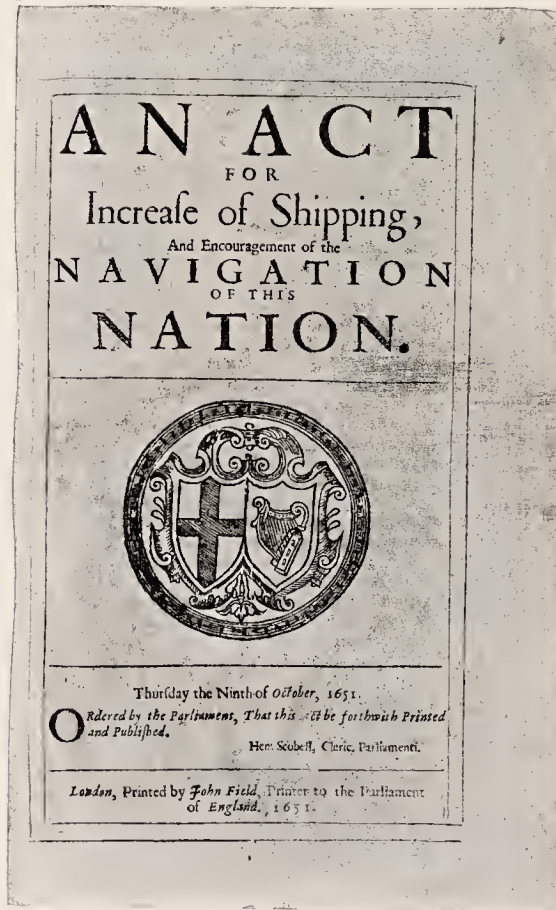 AN ACT
FOR
Increaſe of Shipping,
And Encouragement of the
NAVIGATION
OF THIS
NATION.
Thurſday the Ninth of October, 1651.
ORdered by the Parliament, That this Act be forthwith Printed
and Publiſhed.
Hen: Scobell, Cleric. Parliamenti.
London, Printed by John Field, Printer to the Parliament
of England. 1651.